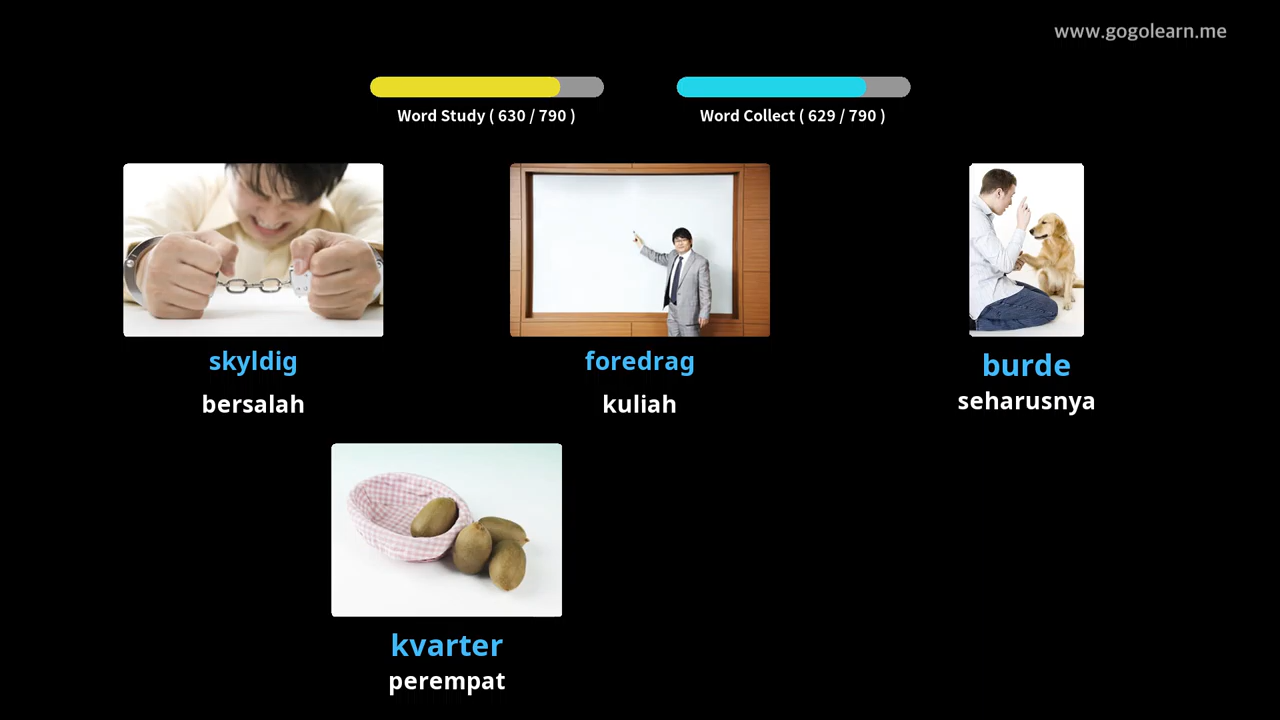 www.gogolearn.me
Word Study ( 630 / 790 )
Word Collect ( 629 / 790 )
skyldig
bersalah
foredrag
kuliah
burde
seharusnya
kvarter
perempat